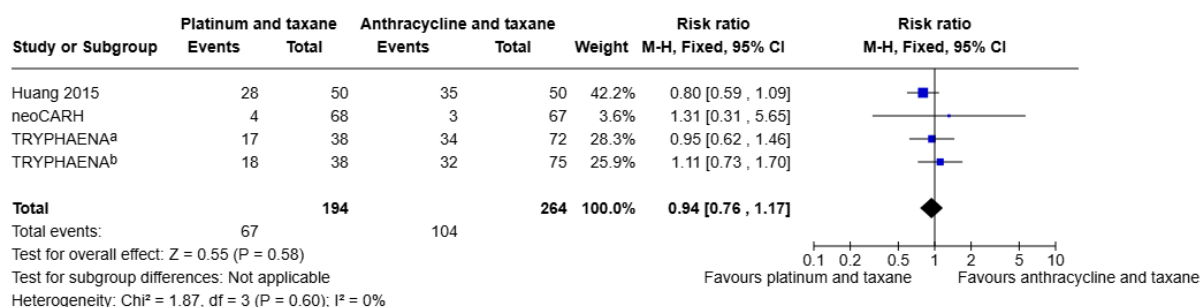 Platinum and taxane Anthracycline and taxane Risk ratio Risk ratio
Study or Subgroup Events Total Events Total Weight M-H, Fixed, 95% CI M-H, Fixed, 95% CI
Huang 2015 28 50 35 50 42.2% 0.80 [0.59 , 1.09]
neoCARH 4 68 3 67 3.6% 1.31 [0.31 , 5.65]
TRYPHAENAª 17 38 34 72 28.3% 0.95 [0.62 , 1.46]
TRYPHAENAᵇ 18 38 32 75 25.9% 1.11 [0.73 , 1.70]
Total 194 264 100.0% 0.94 [0.76 , 1.17]
Total events: 67 104
Test for overall effect: Z = 0.55 (P = 0.58) 0.1 0.2 0.5 1 2 5 10
Test for subgroup differences: Not applicable Favours platinum and taxane Favours anthracycline and taxane
Heterogeneity: Chi² = 1.87, df = 3 (P = 0.60); I² = 0%